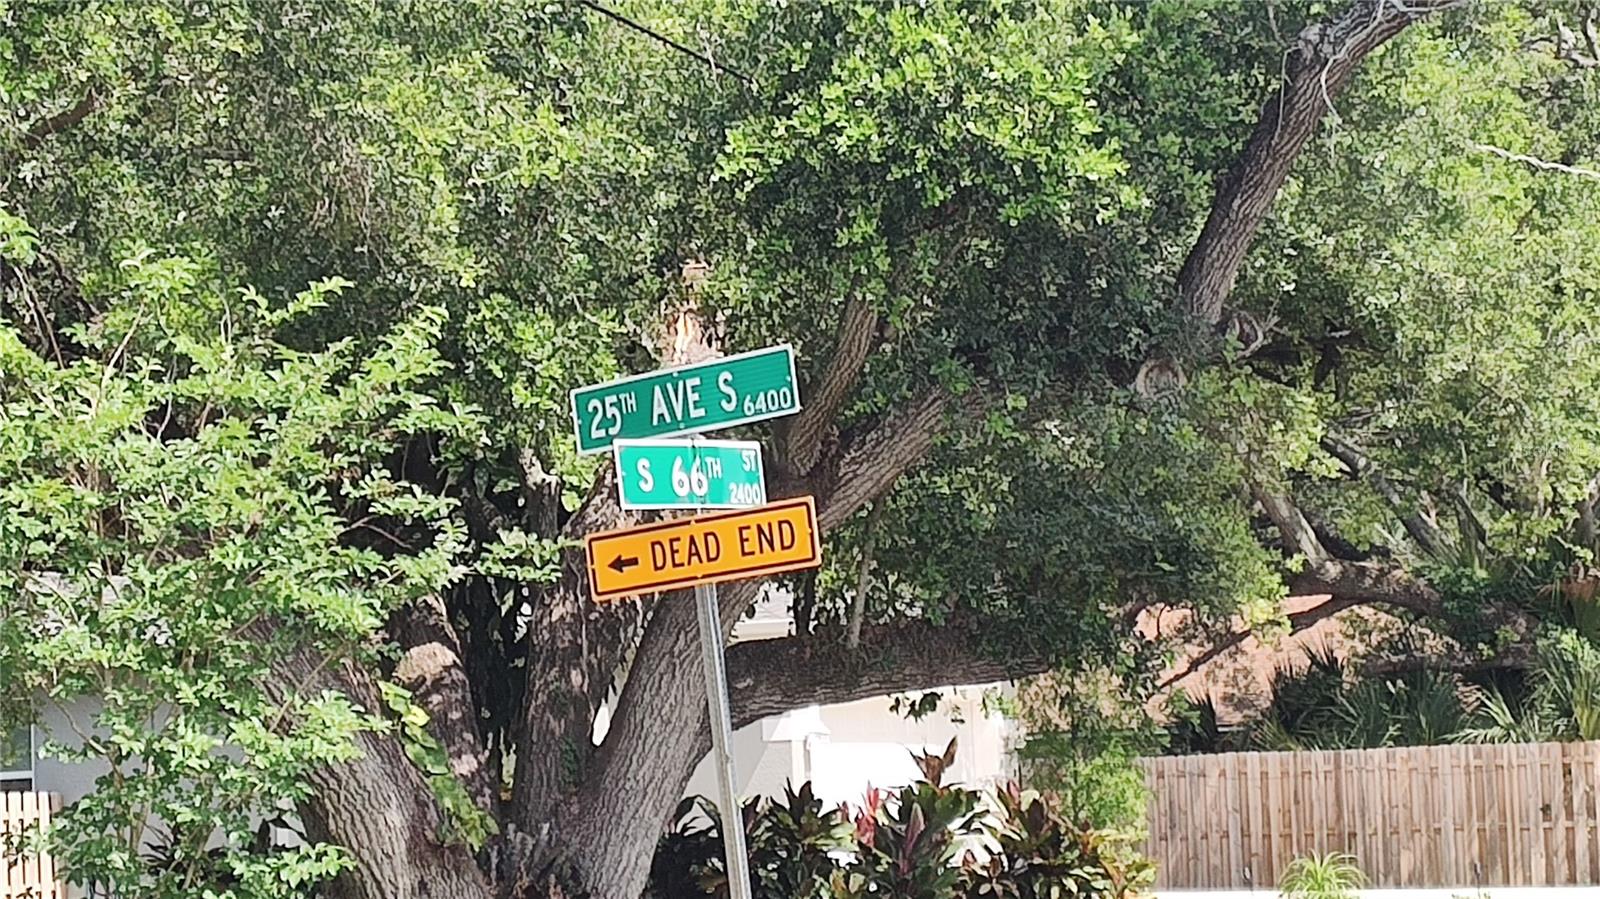 25TH AVE S 6400
S 66TH ST 2400
← DEAD END